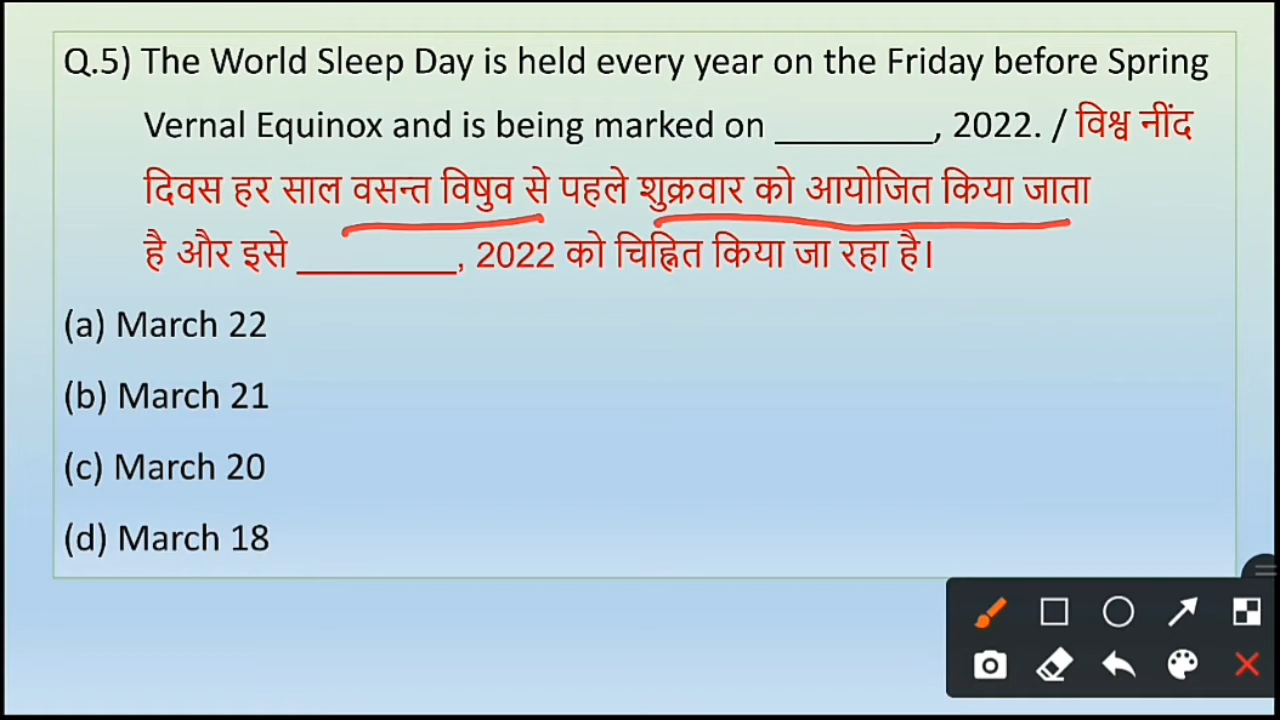 Q.5) The World Sleep Day is held every year on the Friday before Spring
Vernal Equinox and is being marked on ________, 2022. / विश्व नींद
दिवस हर साल वसन्त विषुव से पहले शुक्रवार को आयोजित किया जाता
है और इसे ________, 2022 को चिह्नित किया जा रहा है।
(a) March 22
(b) March 21
(c) March 20
(d) March 18